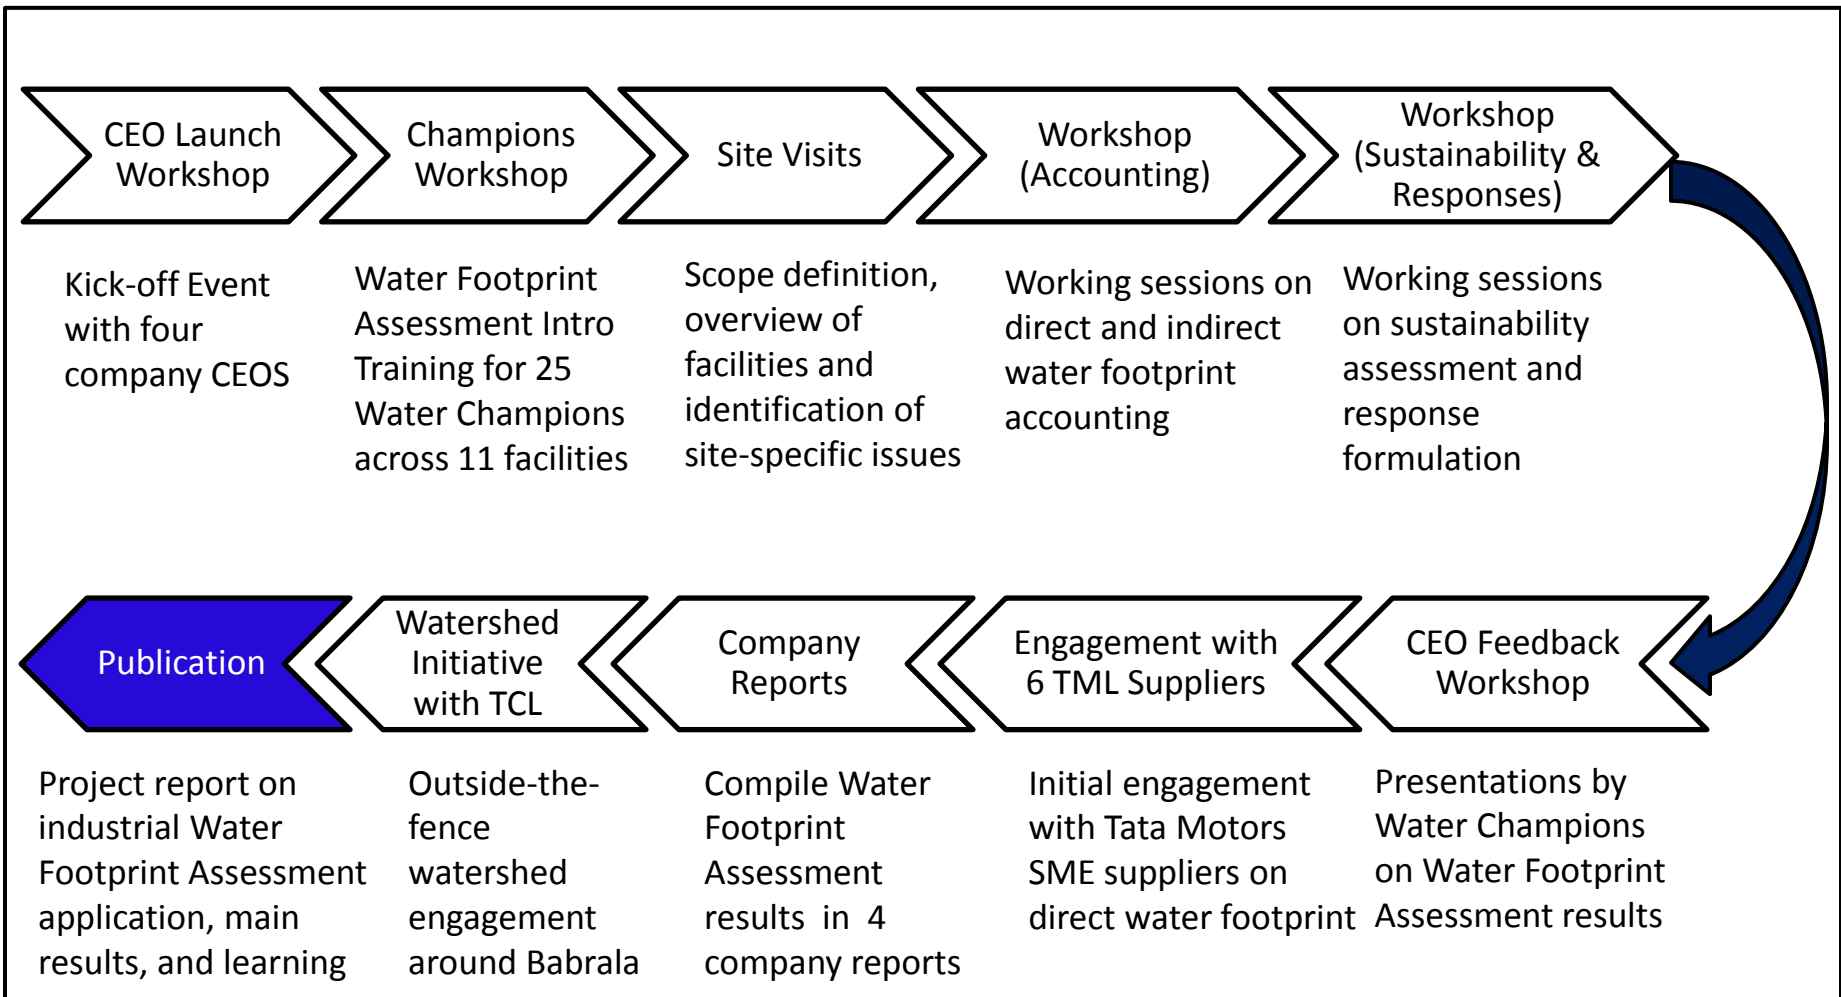 CEO Launch
Workshop
Champions
Workshop
Site Visits
Workshop
(Accounting)
Workshop
(Sustainability &
Responses)
Kick-off Event
with four
company CEOS
Water Footprint
Assessment Intro
Training for 25
Water Champions
across 11 facilities
Scope definition,
overview of
facilities and
identification of
site-specific issues
Working sessions on
direct and indirect
water footprint
accounting
Working sessions
on sustainability
assessment and
response
formulation
Publication
Watershed
Initiative
with TCL
Company
Reports
Engagement with
6 TML Suppliers
CEO Feedback
Workshop
Project report on
industrial Water
Footprint Assessment
application, main
results, and learning
Outside-the-
fence
watershed
engagement
around Babrala
Compile Water
Footprint
Assessment
results in 4
company reports
Initial engagement
with Tata Motors
SME suppliers on
direct water footprint
Presentations by
Water Champions
on Water Footprint
Assessment results